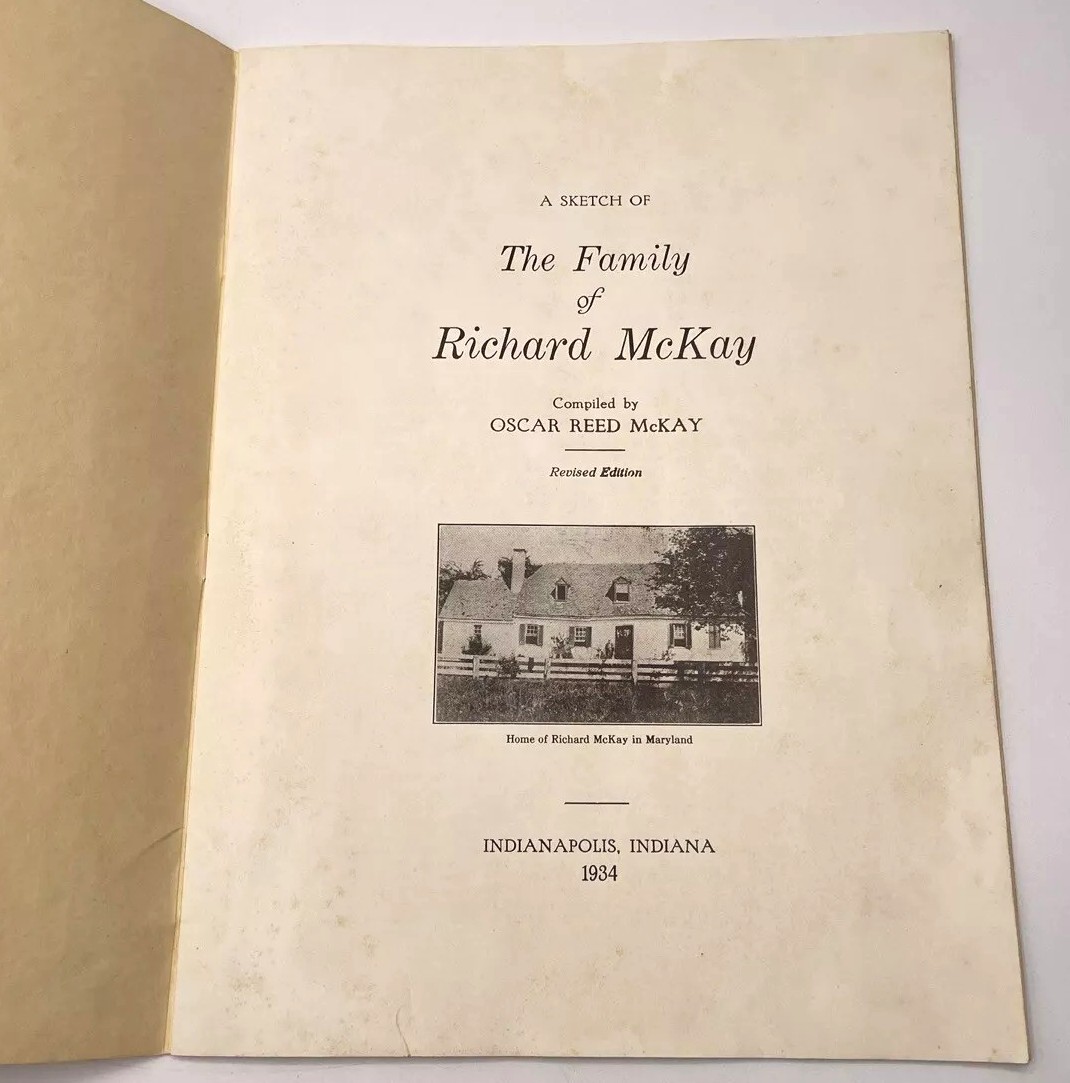 A SKETCH OF
The Family
of
Richard McKay
Compiled by
OSCAR REED McKAY
Revised Edition
Home of Richard McKay in Maryland
INDIANAPOLIS, INDIANA
1934